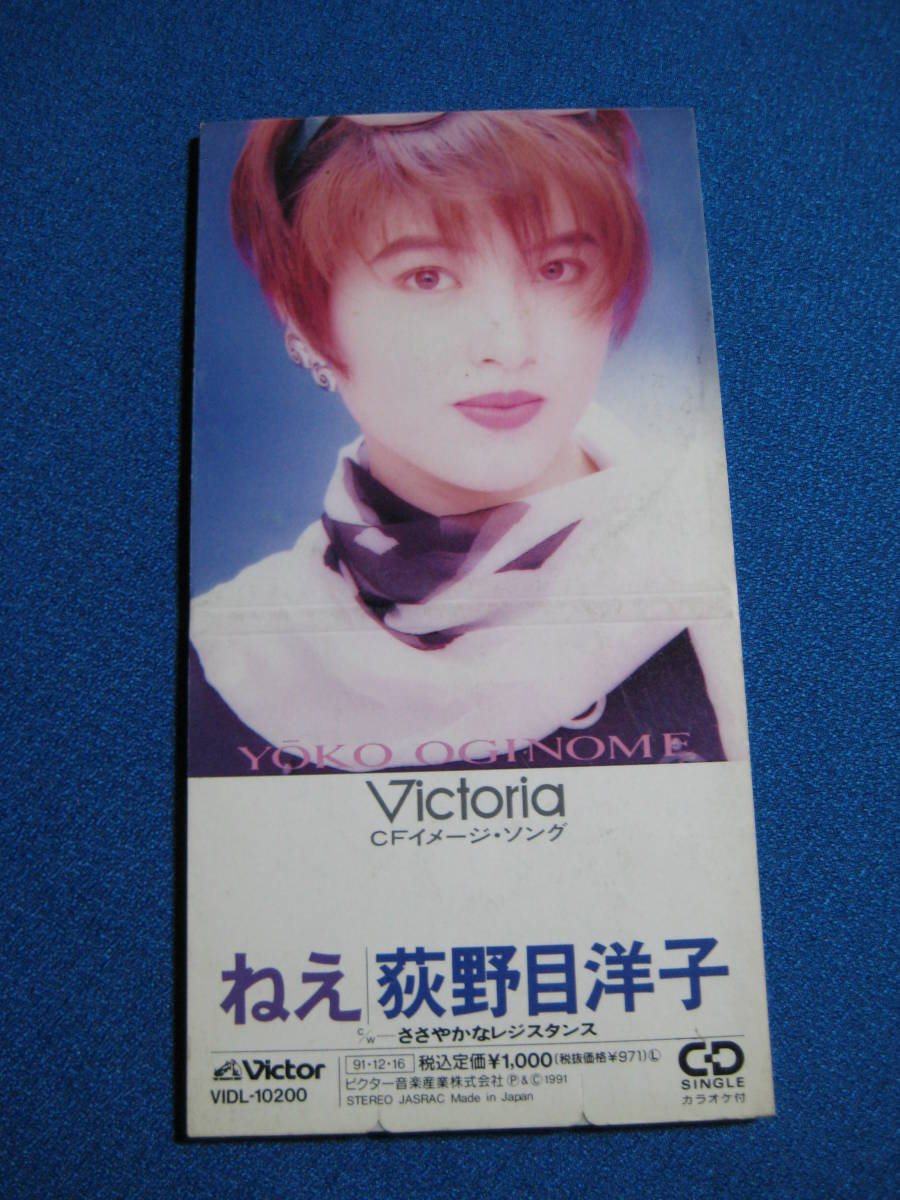 YŌKO OGINOME
Victoria
CFイメージ・ソング
ねえ 荻野目洋子
c/w ささやかなレジスタンス
Victor 91・12・16 税込定価¥1,000(税抜価格¥971)Ⓛ CD
VIDL-10200 ビクター音楽産業株式会社 Ⓟ&©1991 SINGLE
STEREO JASRAC Made in Japan カラオケ付